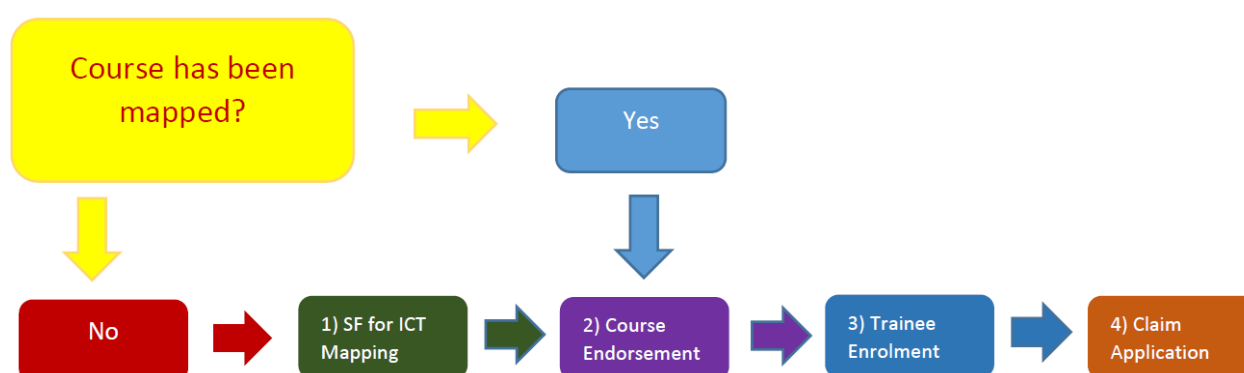 Course has been
mapped?
Yes
No
1) SF for ICT
Mapping
2) Course
Endorsement
3) Trainee
Enrolment
4) Claim
Application